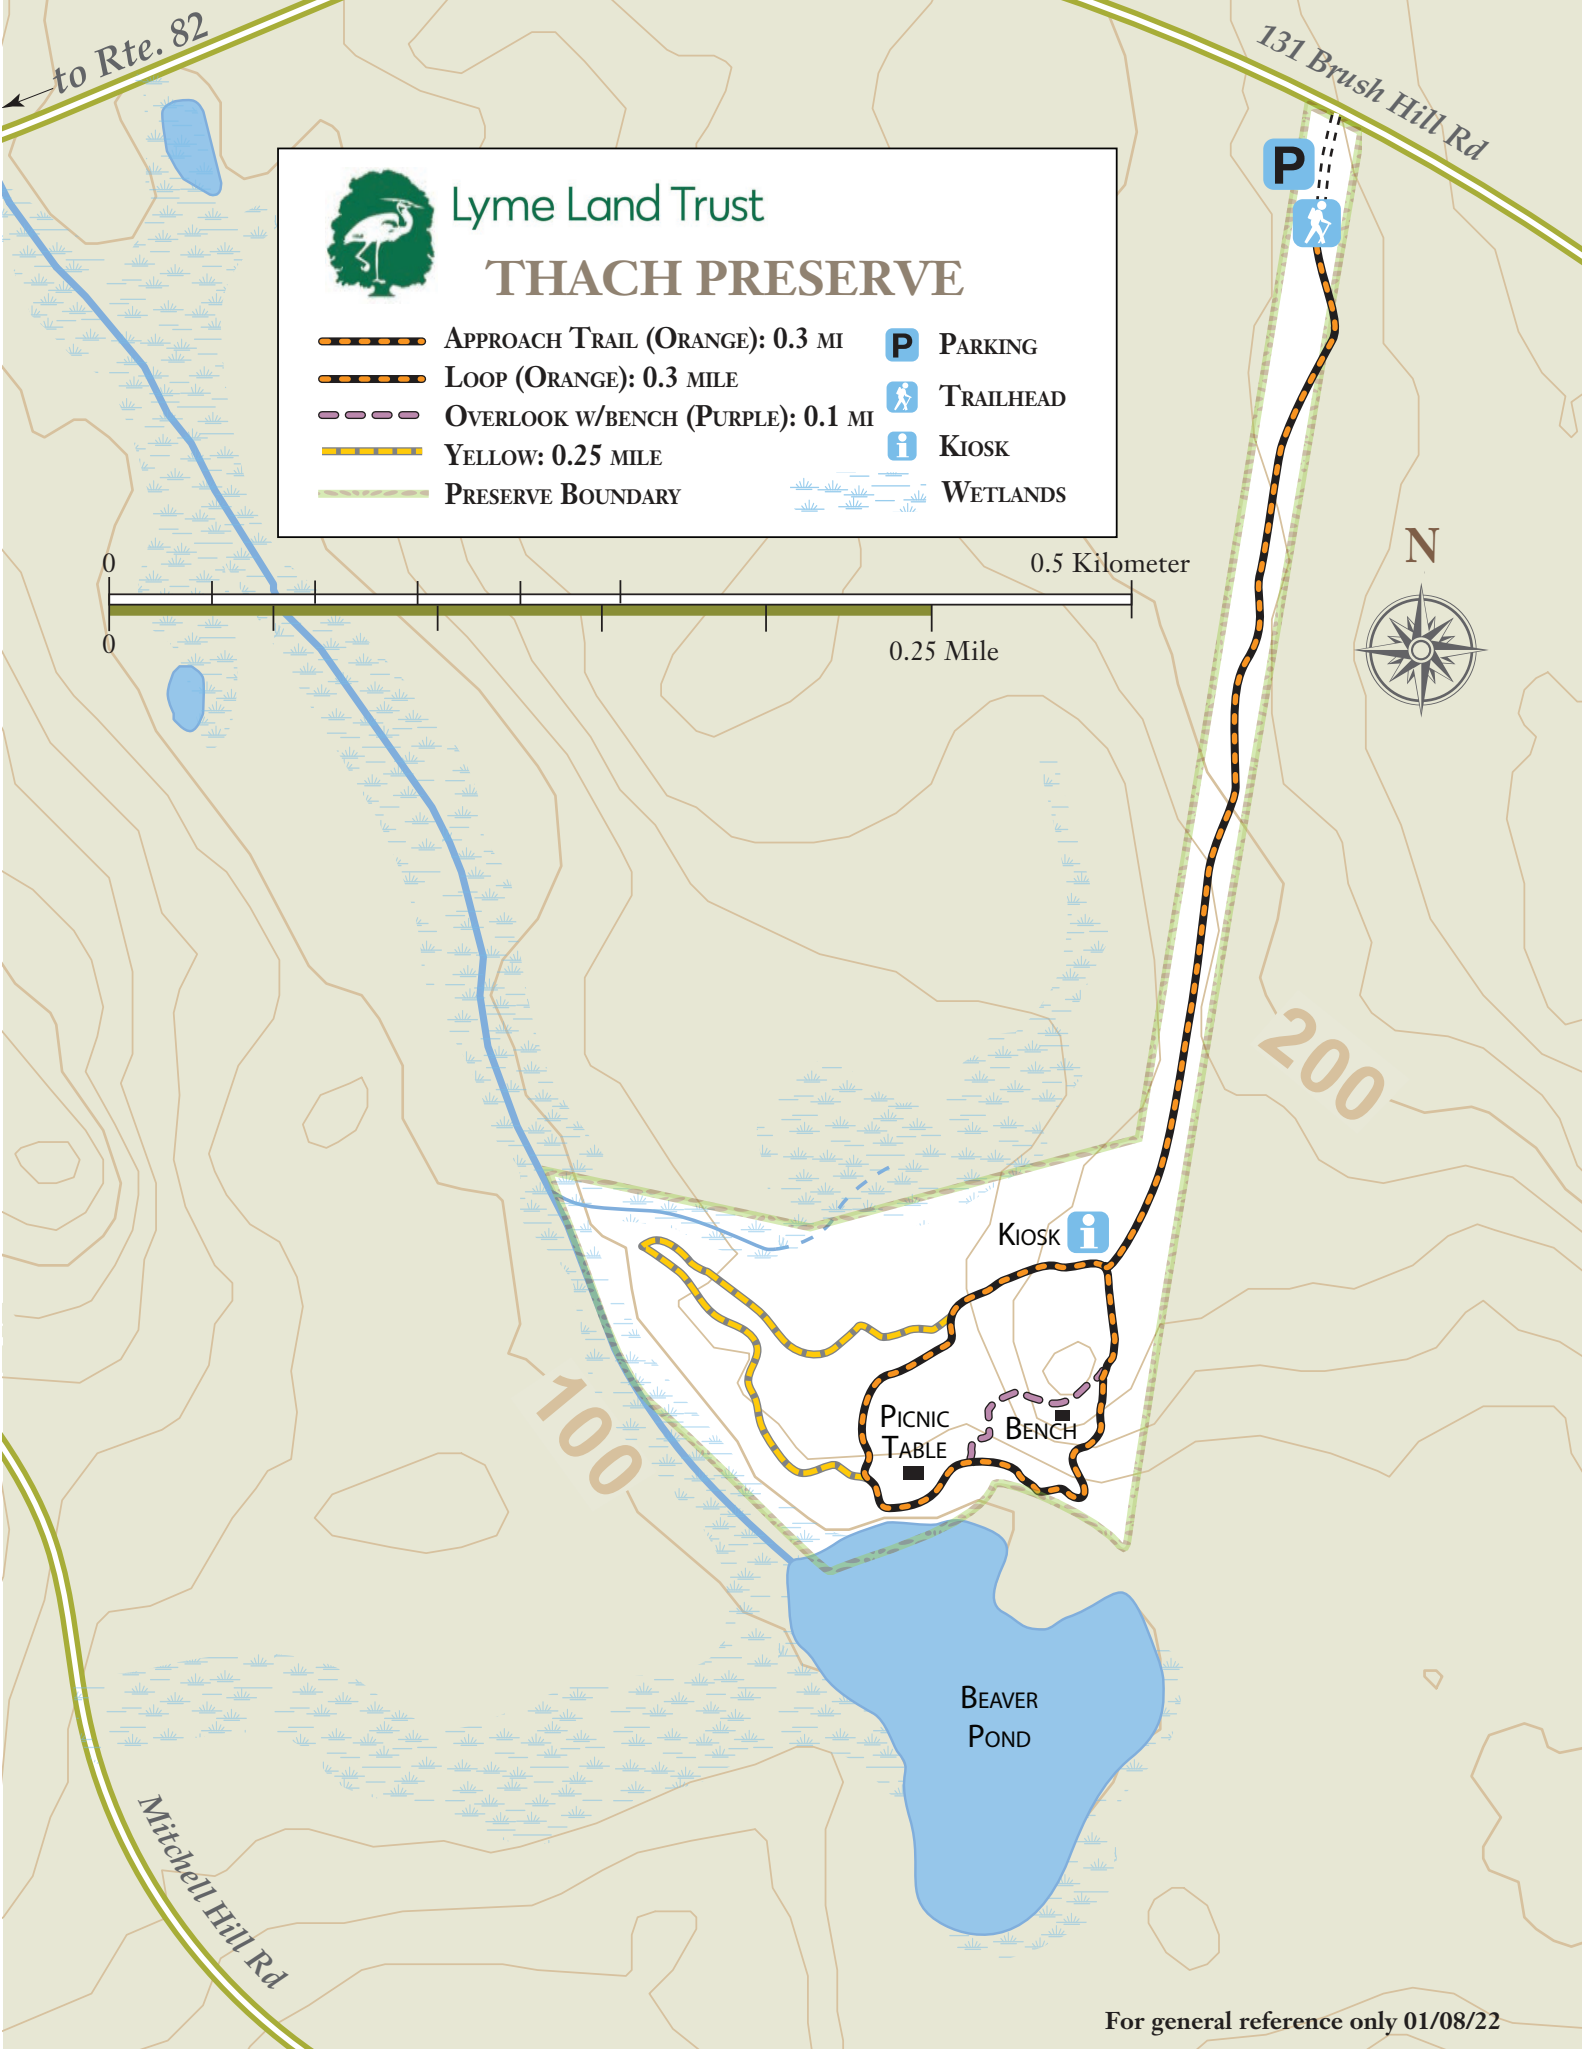 to Rte. 82
131 Brush Hill Rd
P
Lyme Land Trust
THACH PRESERVE
APPROACH TRAIL (ORANGE): 0.3 MI
LOOP (ORANGE): 0.3 MILE
OVERLOOK W/BENCH (PURPLE): 0.1 MI
YELLOW: 0.25 MILE
PRESERVE BOUNDARY
P PARKING
TRAILHEAD
i KIOSK
WETLANDS
N
0
0.5 Kilometer
0
0.25 Mile
200
KIOSK i
100
PICNIC
TABLE
BENCH
BEAVER
POND
Mitchell Hill Rd
For general reference only 01/08/22